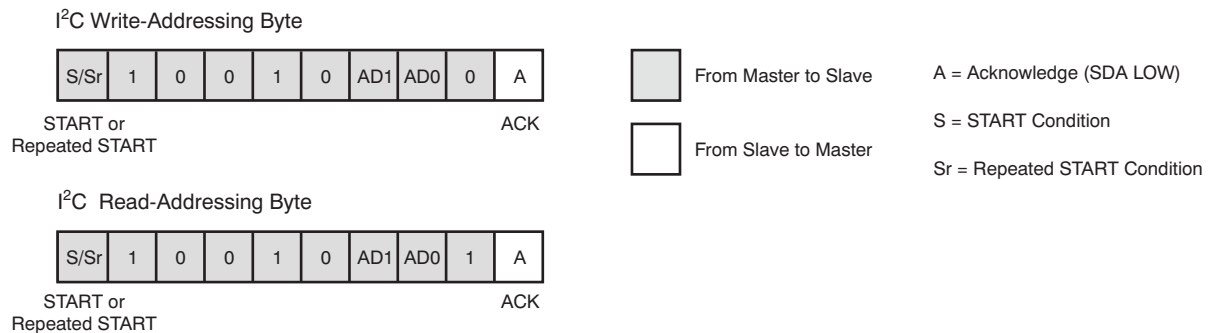 I²C Write-Addressing Byte
S/Sr 1 0 0 1 0 AD1 AD0 0 A
START or
Repeated START
ACK
From Master to Slave
From Slave to Master
A = Acknowledge (SDA LOW)
S = START Condition
Sr = Repeated START Condition
I²C Read-Addressing Byte
S/Sr 1 0 0 1 0 AD1 AD0 1 A
START or
Repeated START
ACK